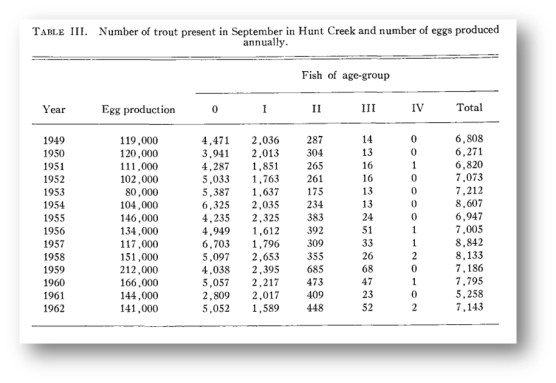 TABLE III. Number of trout present in September in Hunt Creek and number of eggs produced
annually.
Fish of age-group
Year Egg production 0 I II III IV Total
1949 119,000 4,471 2,036 287 14 0 6,808
1950 120,000 3,941 2,013 304 13 0 6,271
1951 111,000 4,287 1,851 265 16 1 6,820
1952 102,000 5,033 1,763 261 16 0 7,073
1953 80,000 5,387 1,637 175 13 0 7,212
1954 104,000 6,325 2,035 234 13 0 8,607
1955 146,000 4,235 2,325 383 24 0 6,947
1956 134,000 4,949 1,612 392 51 1 7,005
1957 117,000 6,703 1,796 309 33 1 8,842
1958 151,000 5,097 2,653 355 26 2 8,133
1959 212,000 4,038 2,395 685 68 0 7,186
1960 166,000 5,057 2,217 473 47 1 7,795
1961 144,000 2,809 2,017 409 23 0 5,258
1962 141,000 5,052 1,589 448 52 2 7,143